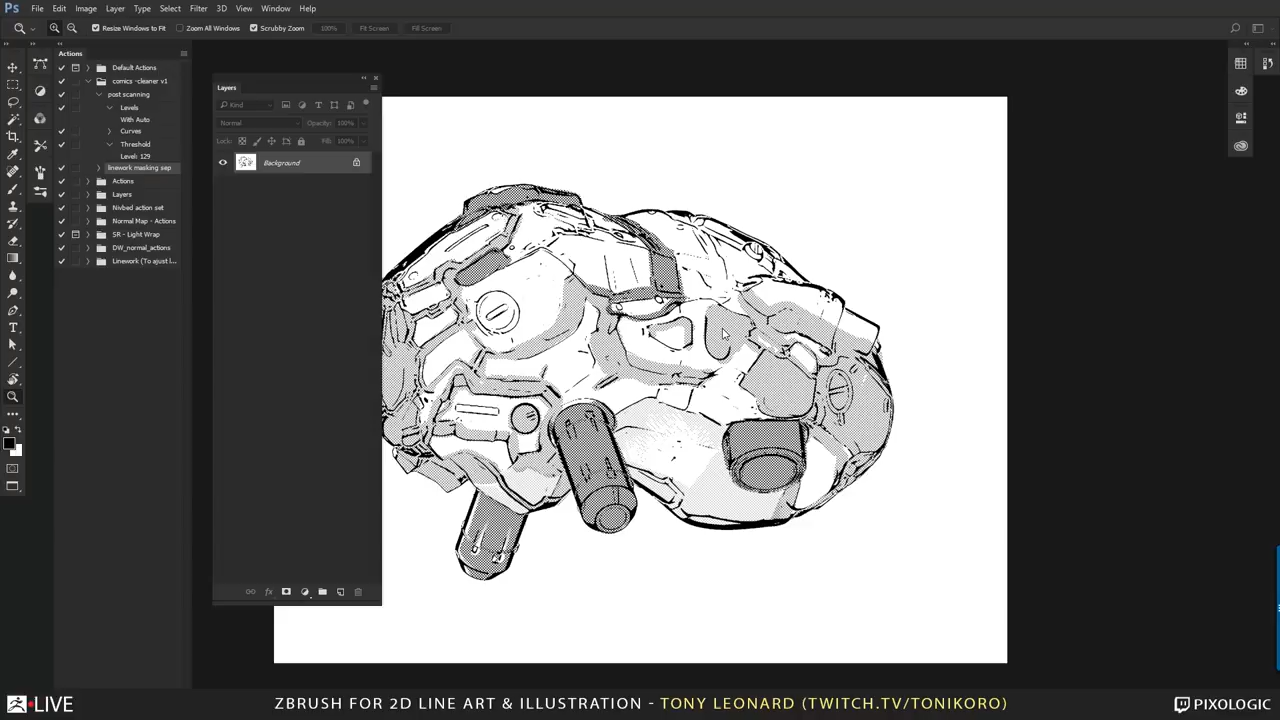 Ps File Edit Image Layer Type Select Filter 3D View Window Help
Resize Windows to Fit Zoom All Windows Scrubby Zoom 100% Fit Screen Fill Screen
Actions
Default Actions
comics -cleaner v1
post scanning
Levels
With Auto
Curves
Threshold
Level: 129
linework masking sep
Actions
Layers
Nivbed action set
Normal Map - Actions
SR - Light Wrap
DW_normal_actions
Linework (To ajust l...
Layers
Kind
Normal Opacity: 100%
Lock: Fill: 100%
Background
LIVE ZBRUSH FOR 2D LINE ART & ILLUSTRATION - TONY LEONARD (TWITCH.TV/TONIKORO) PIXOLOGIC